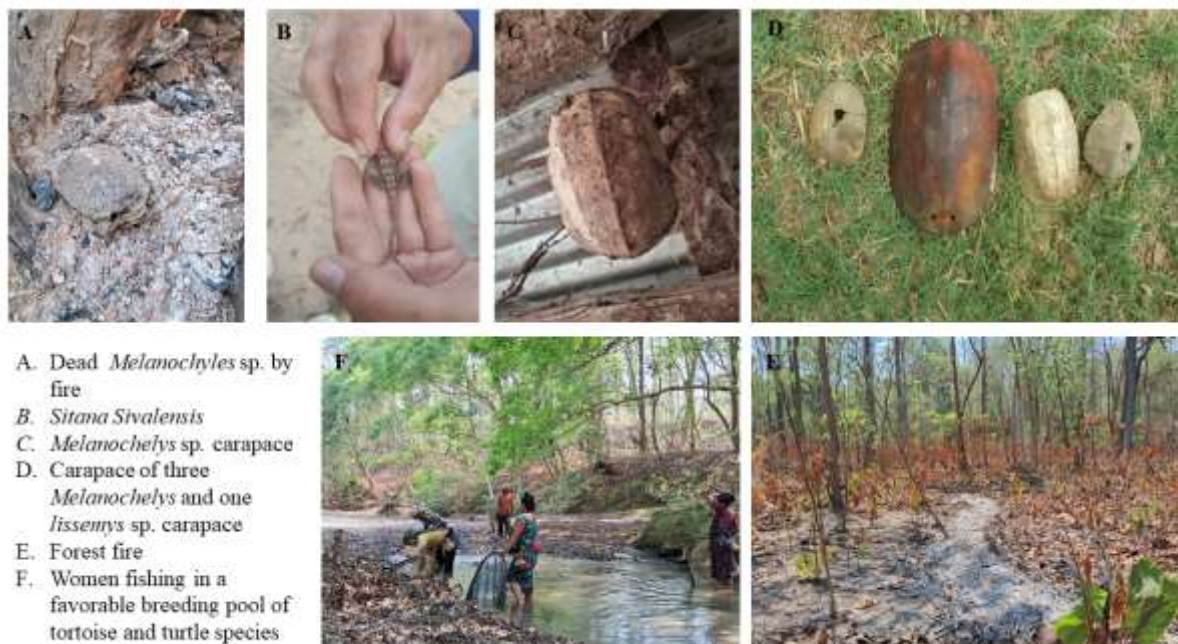 A
B
C
D
A. Dead Melanochyles sp. by
fire
B. Sitana Sivalensis
C. Melanochelys sp. carapace
D. Carapace of three
Melanochelys and one
lissemys sp. carapace
E. Forest fire
F. Women fishing in a
favorable breeding pool of
tortoise and turtle species
F
E